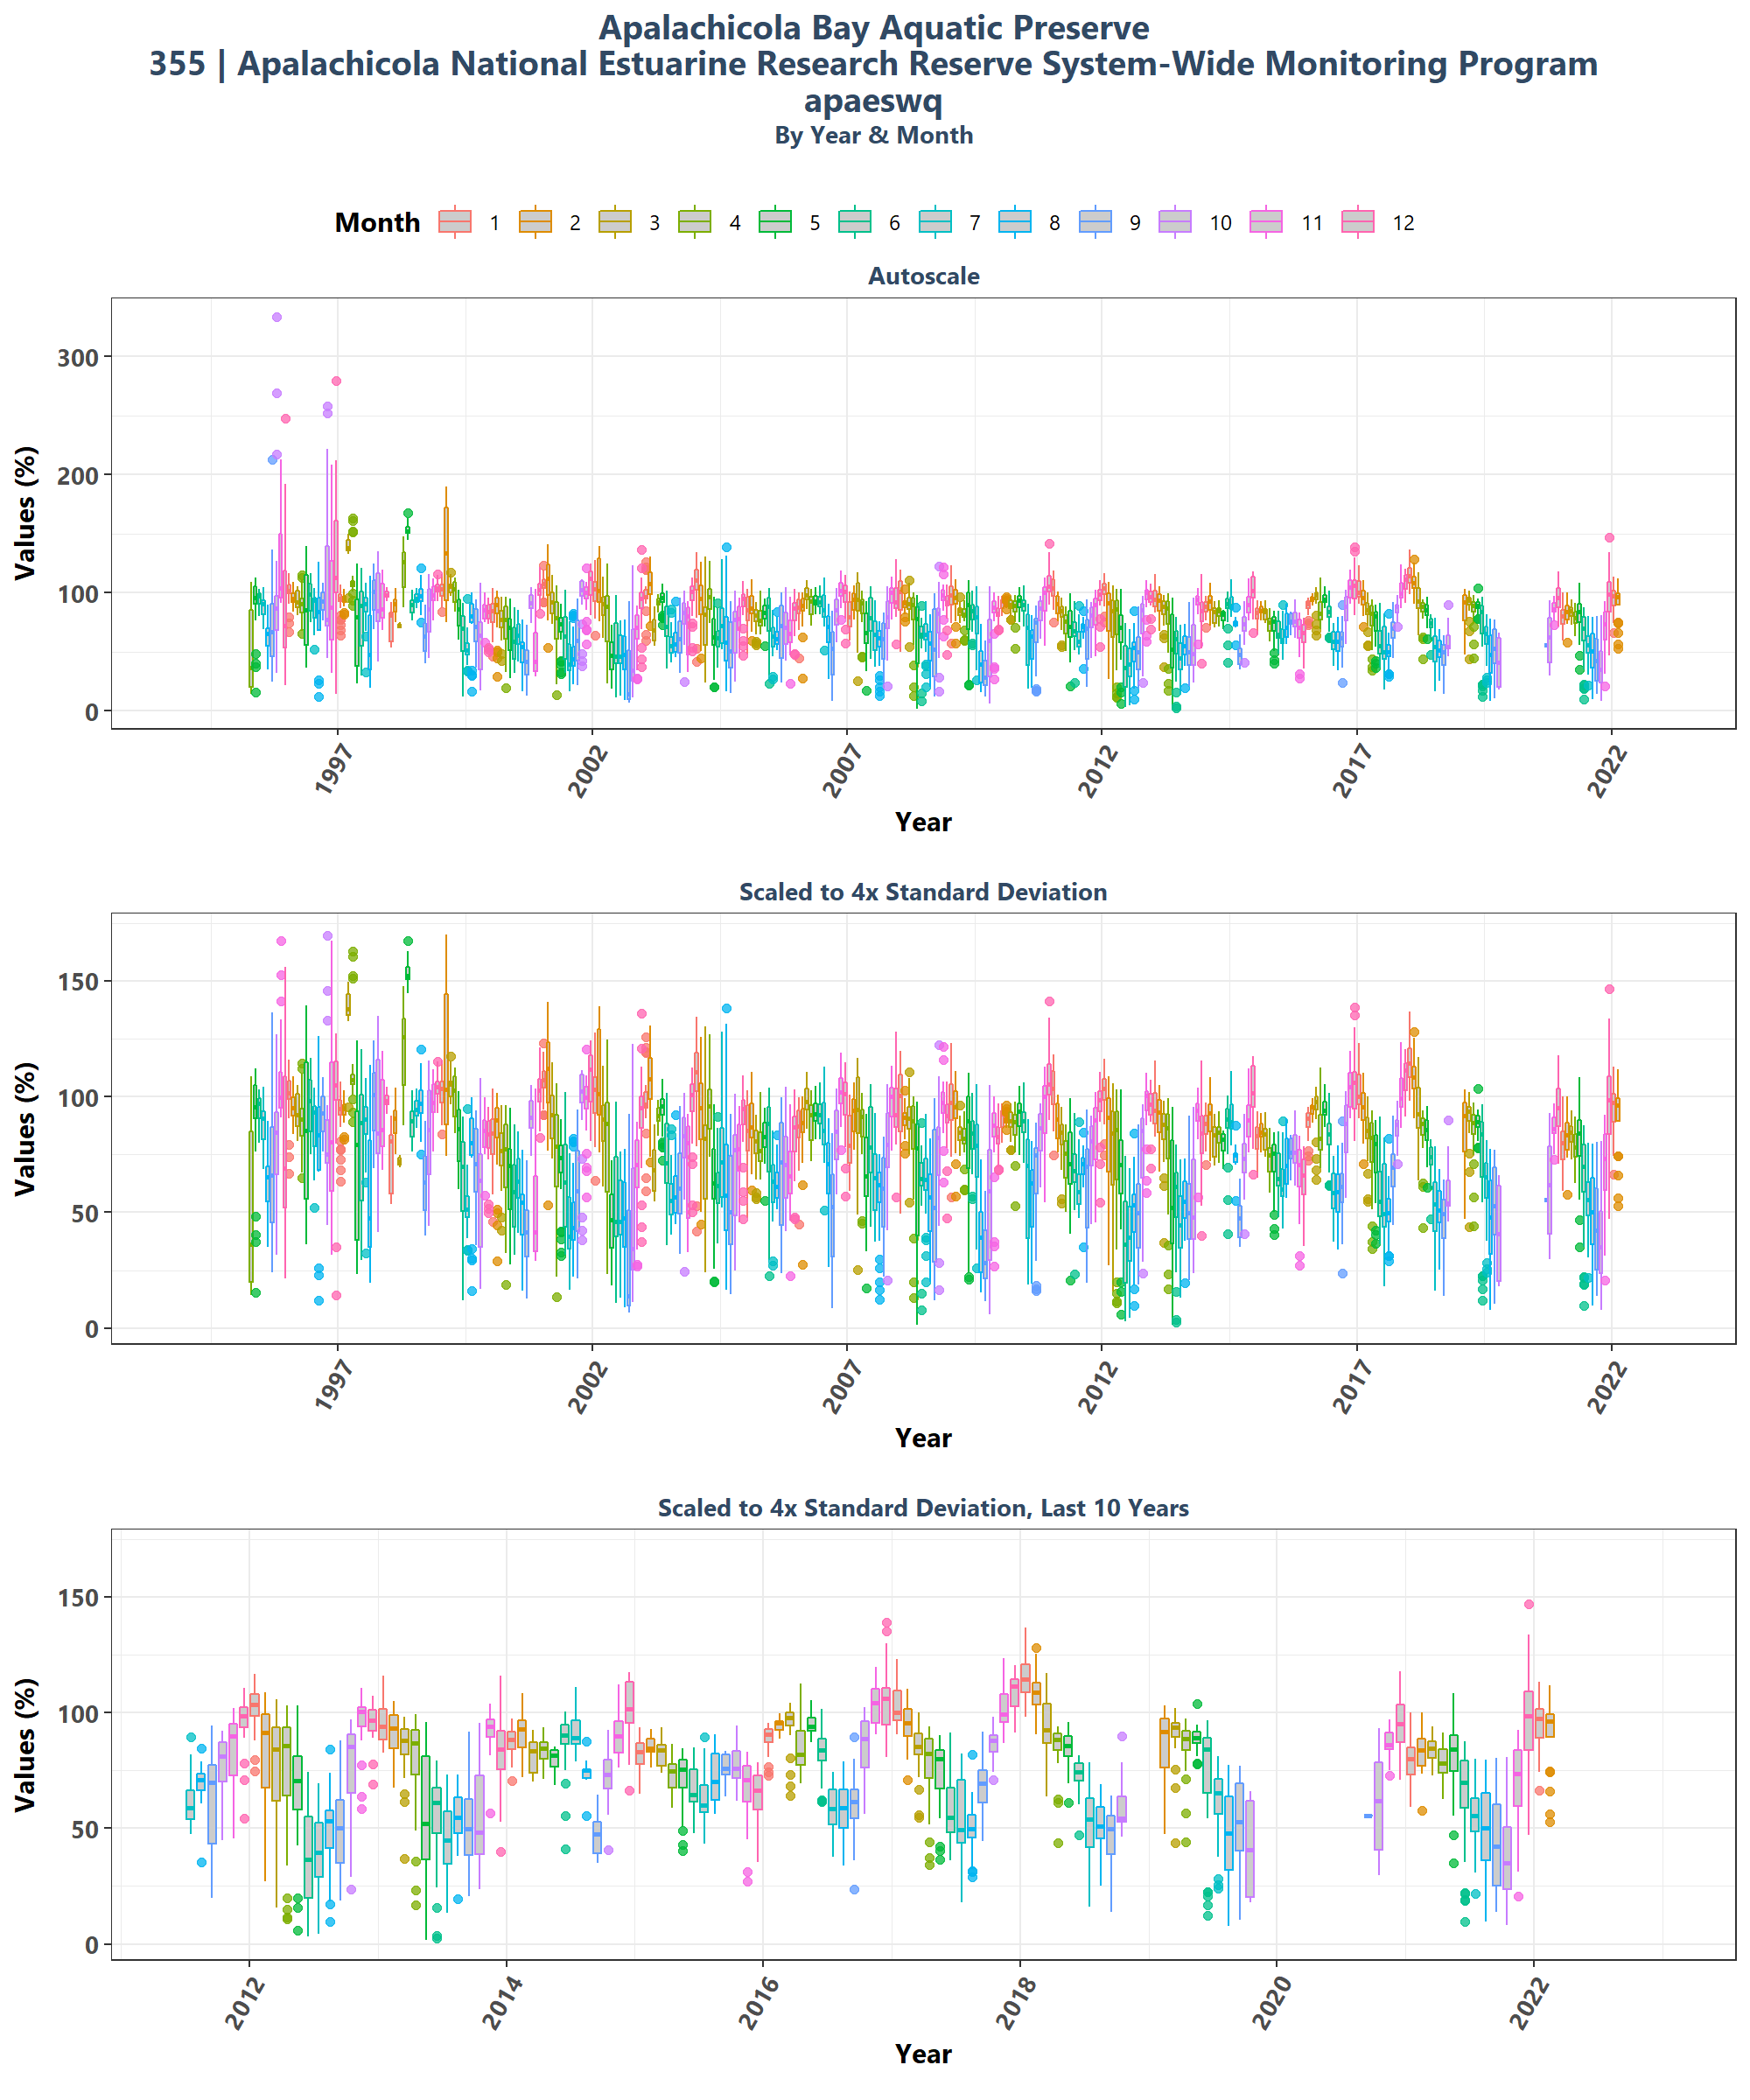 Apalachicola Bay Aquatic Preserve
355 | Apalachicola National Estuarine Research Reserve System-Wide Monitoring Program
apaeswq
By Year & Month
Month 1 2 3 4 5 6 7 8 9 10 11 12
Autoscale
Values (%)
300
200
100
0
1997 2002 2007 2012 2017 2022
Year
Scaled to 4x Standard Deviation
Values (%)
150
100
50
0
1997 2002 2007 2012 2017 2022
Year
Scaled to 4x Standard Deviation, Last 10 Years
Values (%)
150
100
50
0
2012 2014 2016 2018 2020 2022
Year